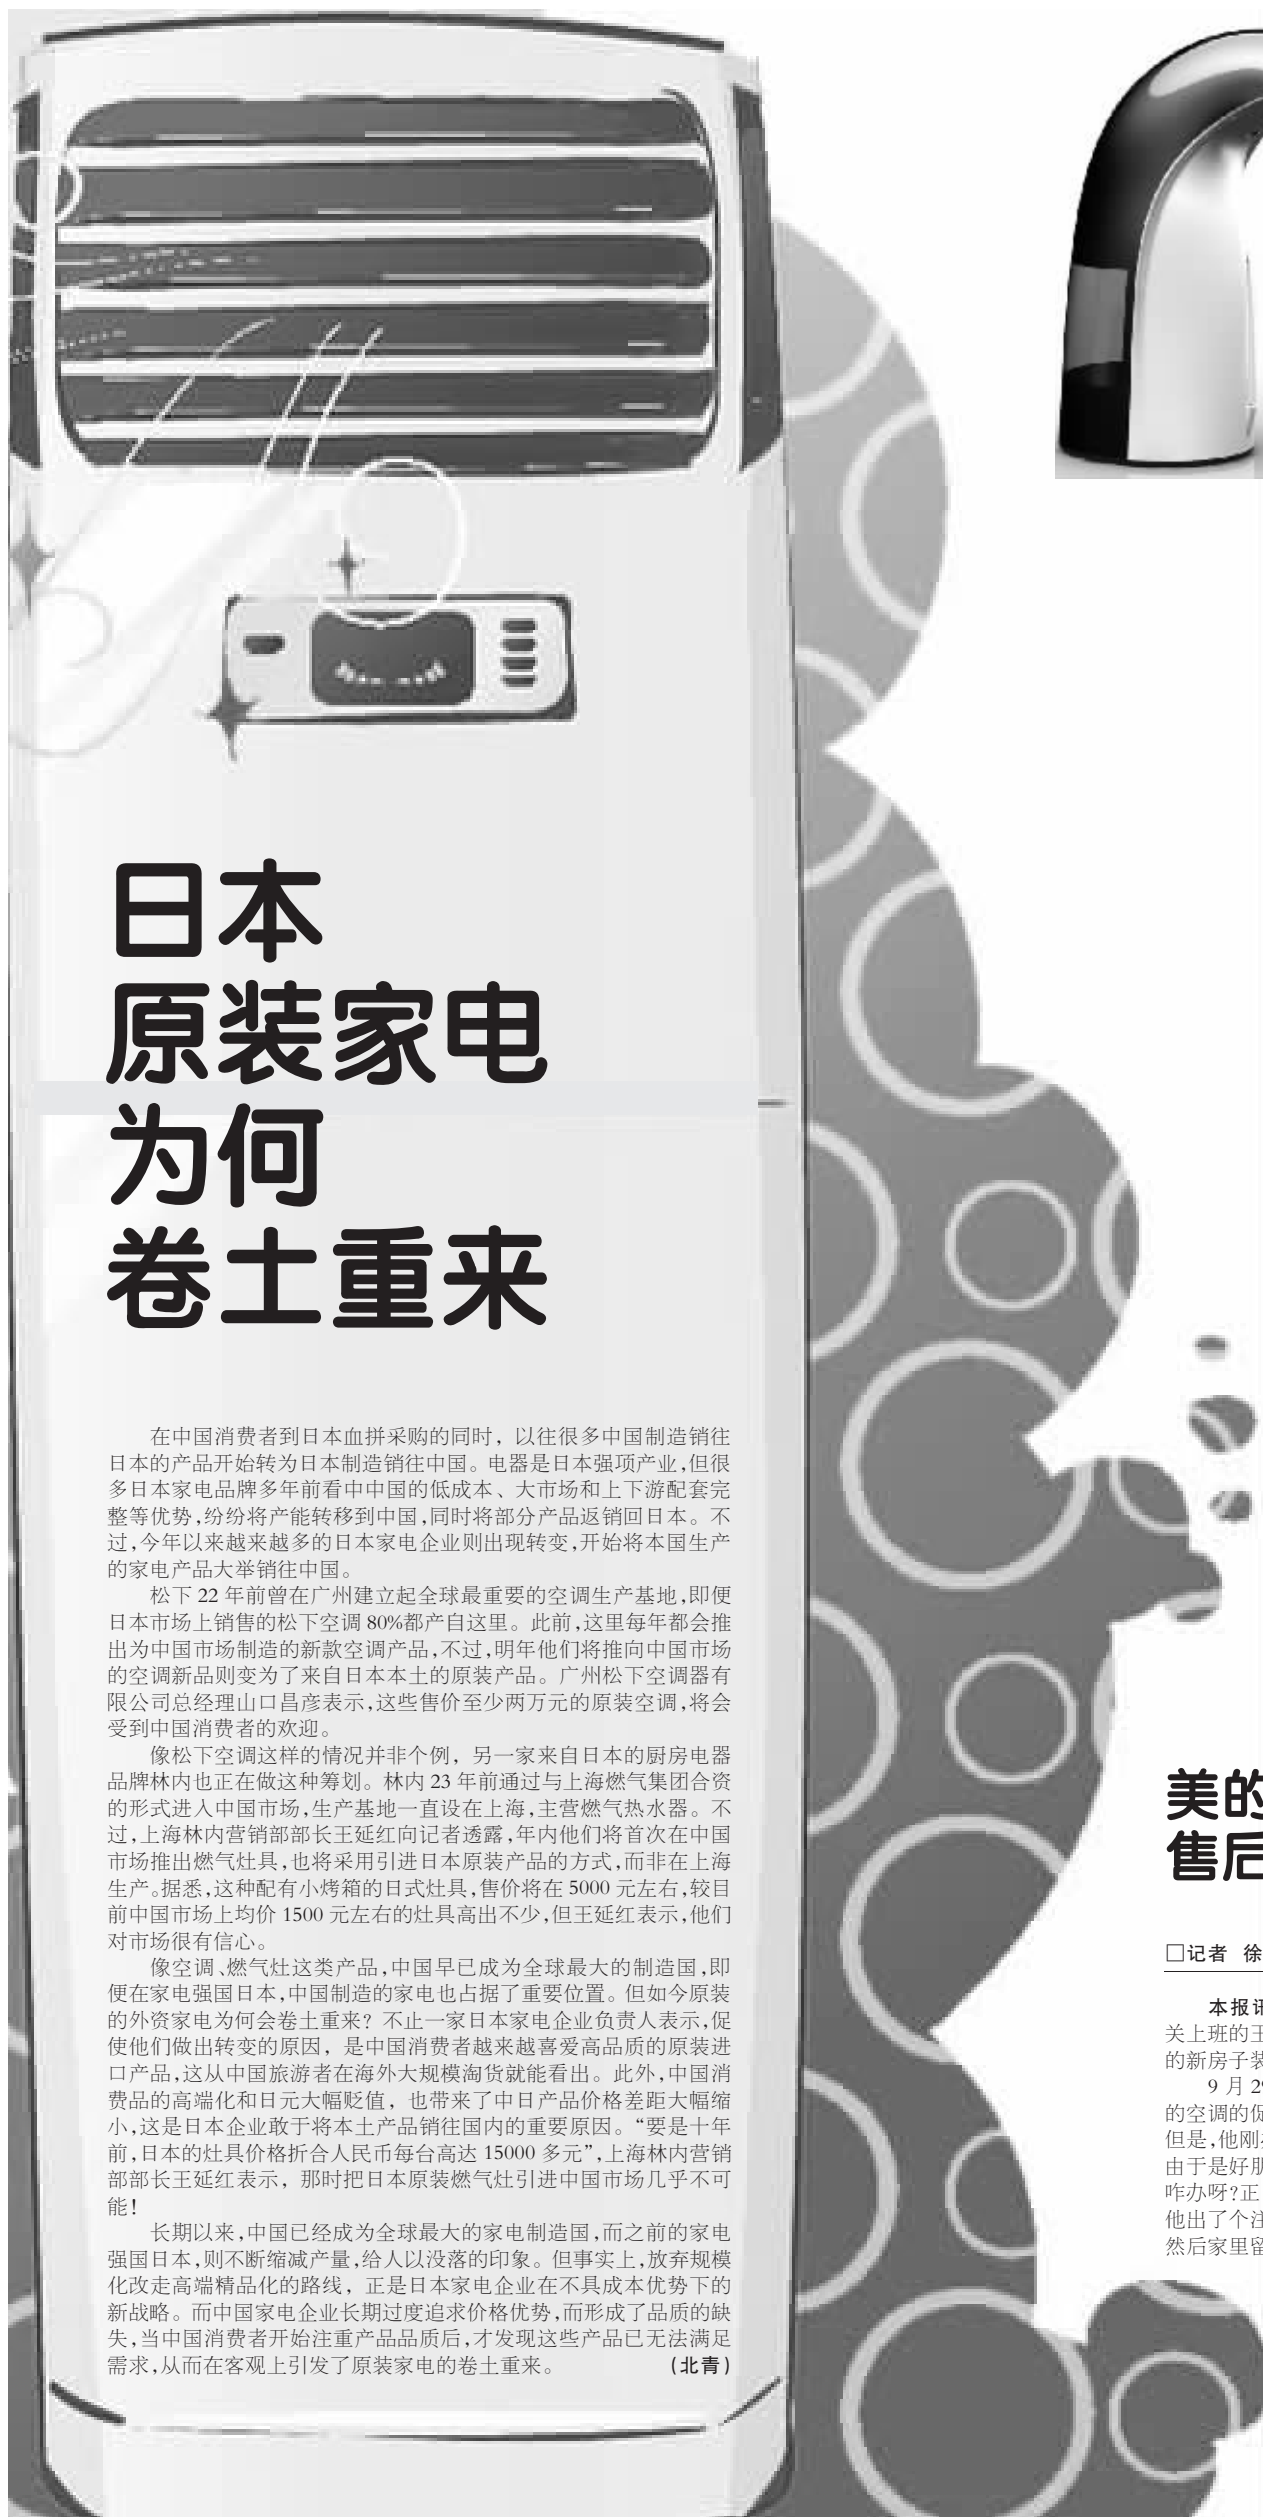 日本
原装家电
为何
卷土重来
在中国消费者到日本血拼采购的同时，以往很多中国制造销往
日本的产品开始转为日本制造销往中国。电器是日本强项产业，但很
多日本家电品牌多年前看中中国的低成本、大市场和上下游配套完
整等优势，纷纷将产能转移到中国，同时将部分产品返销回日本。不
过，今年以来越来越多的日本家电企业则出现转变，开始将本国生产
的家电产品大举销往中国。
松下 22 年前曾在广州建立起全球最重要的空调生产基地，即便
日本市场上销售的松下空调 80%都产自这里。此前，这里每年都会推
出为中国市场制造的新款空调产品，不过，明年他们将推向中国市场
的空调新品则变为了来自日本本土的原装产品。广州松下空调器有
限公司总经理山口昌彦表示，这些售价至少两万元的原装空调，将会
受到中国消费者的欢迎。
像松下空调这样的情况并非个例，另一家来自日本的厨房电器
品牌林内也正在做这种筹划。林内 23 年前通过与上海燃气集团合资
的形式进入中国市场，生产基地一直设在上海，主营燃气热水器。不
过，上海林内营销部部长王延红向记者透露，年内他们将首次在中国
市场推出燃气灶具，也将采用引进日本原装产品的方式，而非在上海
生产。据悉，这种配有小烤箱的日式灶具，售价将在 5000 元左右，较目
前中国市场上均价 1500 元左右的灶具高出不少，但王延红表示，他们
对市场很有信心。
像空调、燃气灶这类产品，中国早已成为全球最大的制造国，即
便在家电强国日本，中国制造的家电也占据了重要位置。但如今原装
的外资家电为何会卷土重来？不止一家日本家电企业负责人表示，促
使他们做出转变的原因，是中国消费者越来越喜爱高品质的原装进
口产品，这从中国旅游者在海外大规模淘货就能看出。此外，中国消
费品的高端化和日元大幅贬值，也带来了中日产品价格差距大幅缩
小，这是日本企业敢于将本土产品销往国内的重要原因。“要是十年
前，日本的灶具价格折合人民币每台高达 15000 多元”，上海林内营销
部部长王延红表示，那时把日本原装燃气灶引进中国市场几乎不可
能！
长期以来，中国已经成为全球最大的家电制造国，而之前的家电
强国日本，则不断缩减产量，给人以没落的印象。但事实上，放弃规模
化改走高端精品化的路线，正是日本家电企业在不具成本优势下的
新战略。而中国家电企业长期过度追求价格优势，而形成了品质的缺
失，当中国消费者开始注重产品品质后，才发现这些产品已无法满足
需求，从而在客观上引发了原装家电的卷土重来。 （北青）
美的
售后
□记者 徐
本报讯
关上班的王
的新房子装
9 月 29
的空调的促
但是，他刚
由于是好朋
咋办呀？正
他出了个注
然后家里留